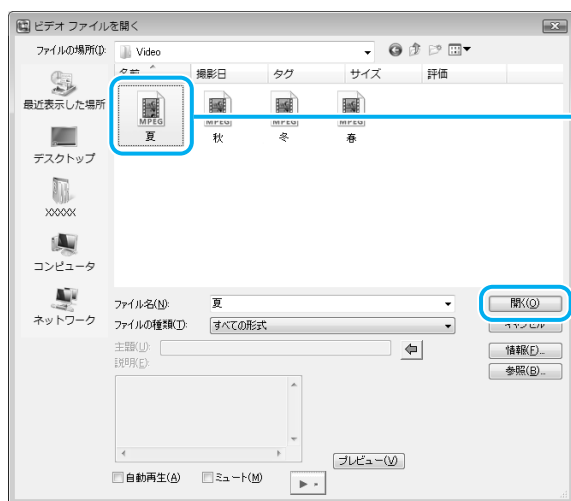 ビデオ ファイルを開く
ファイルの場所(I):
Video
名前 撮影日 タグ サイズ 評価
最近表示した場所
デスクトップ
XXXXX
コンピュータ
ネットワーク
MPEG MPEG MPEG MPEG
夏 秋 冬 春
ファイル名(N): 夏 開く(O)
ファイルの種類(T): すべての形式 キャンセル
主題(U): 情報(F)...
説明(E): 参照(B)...
プレビュー(V)
自動再生(A) ミュート(M)